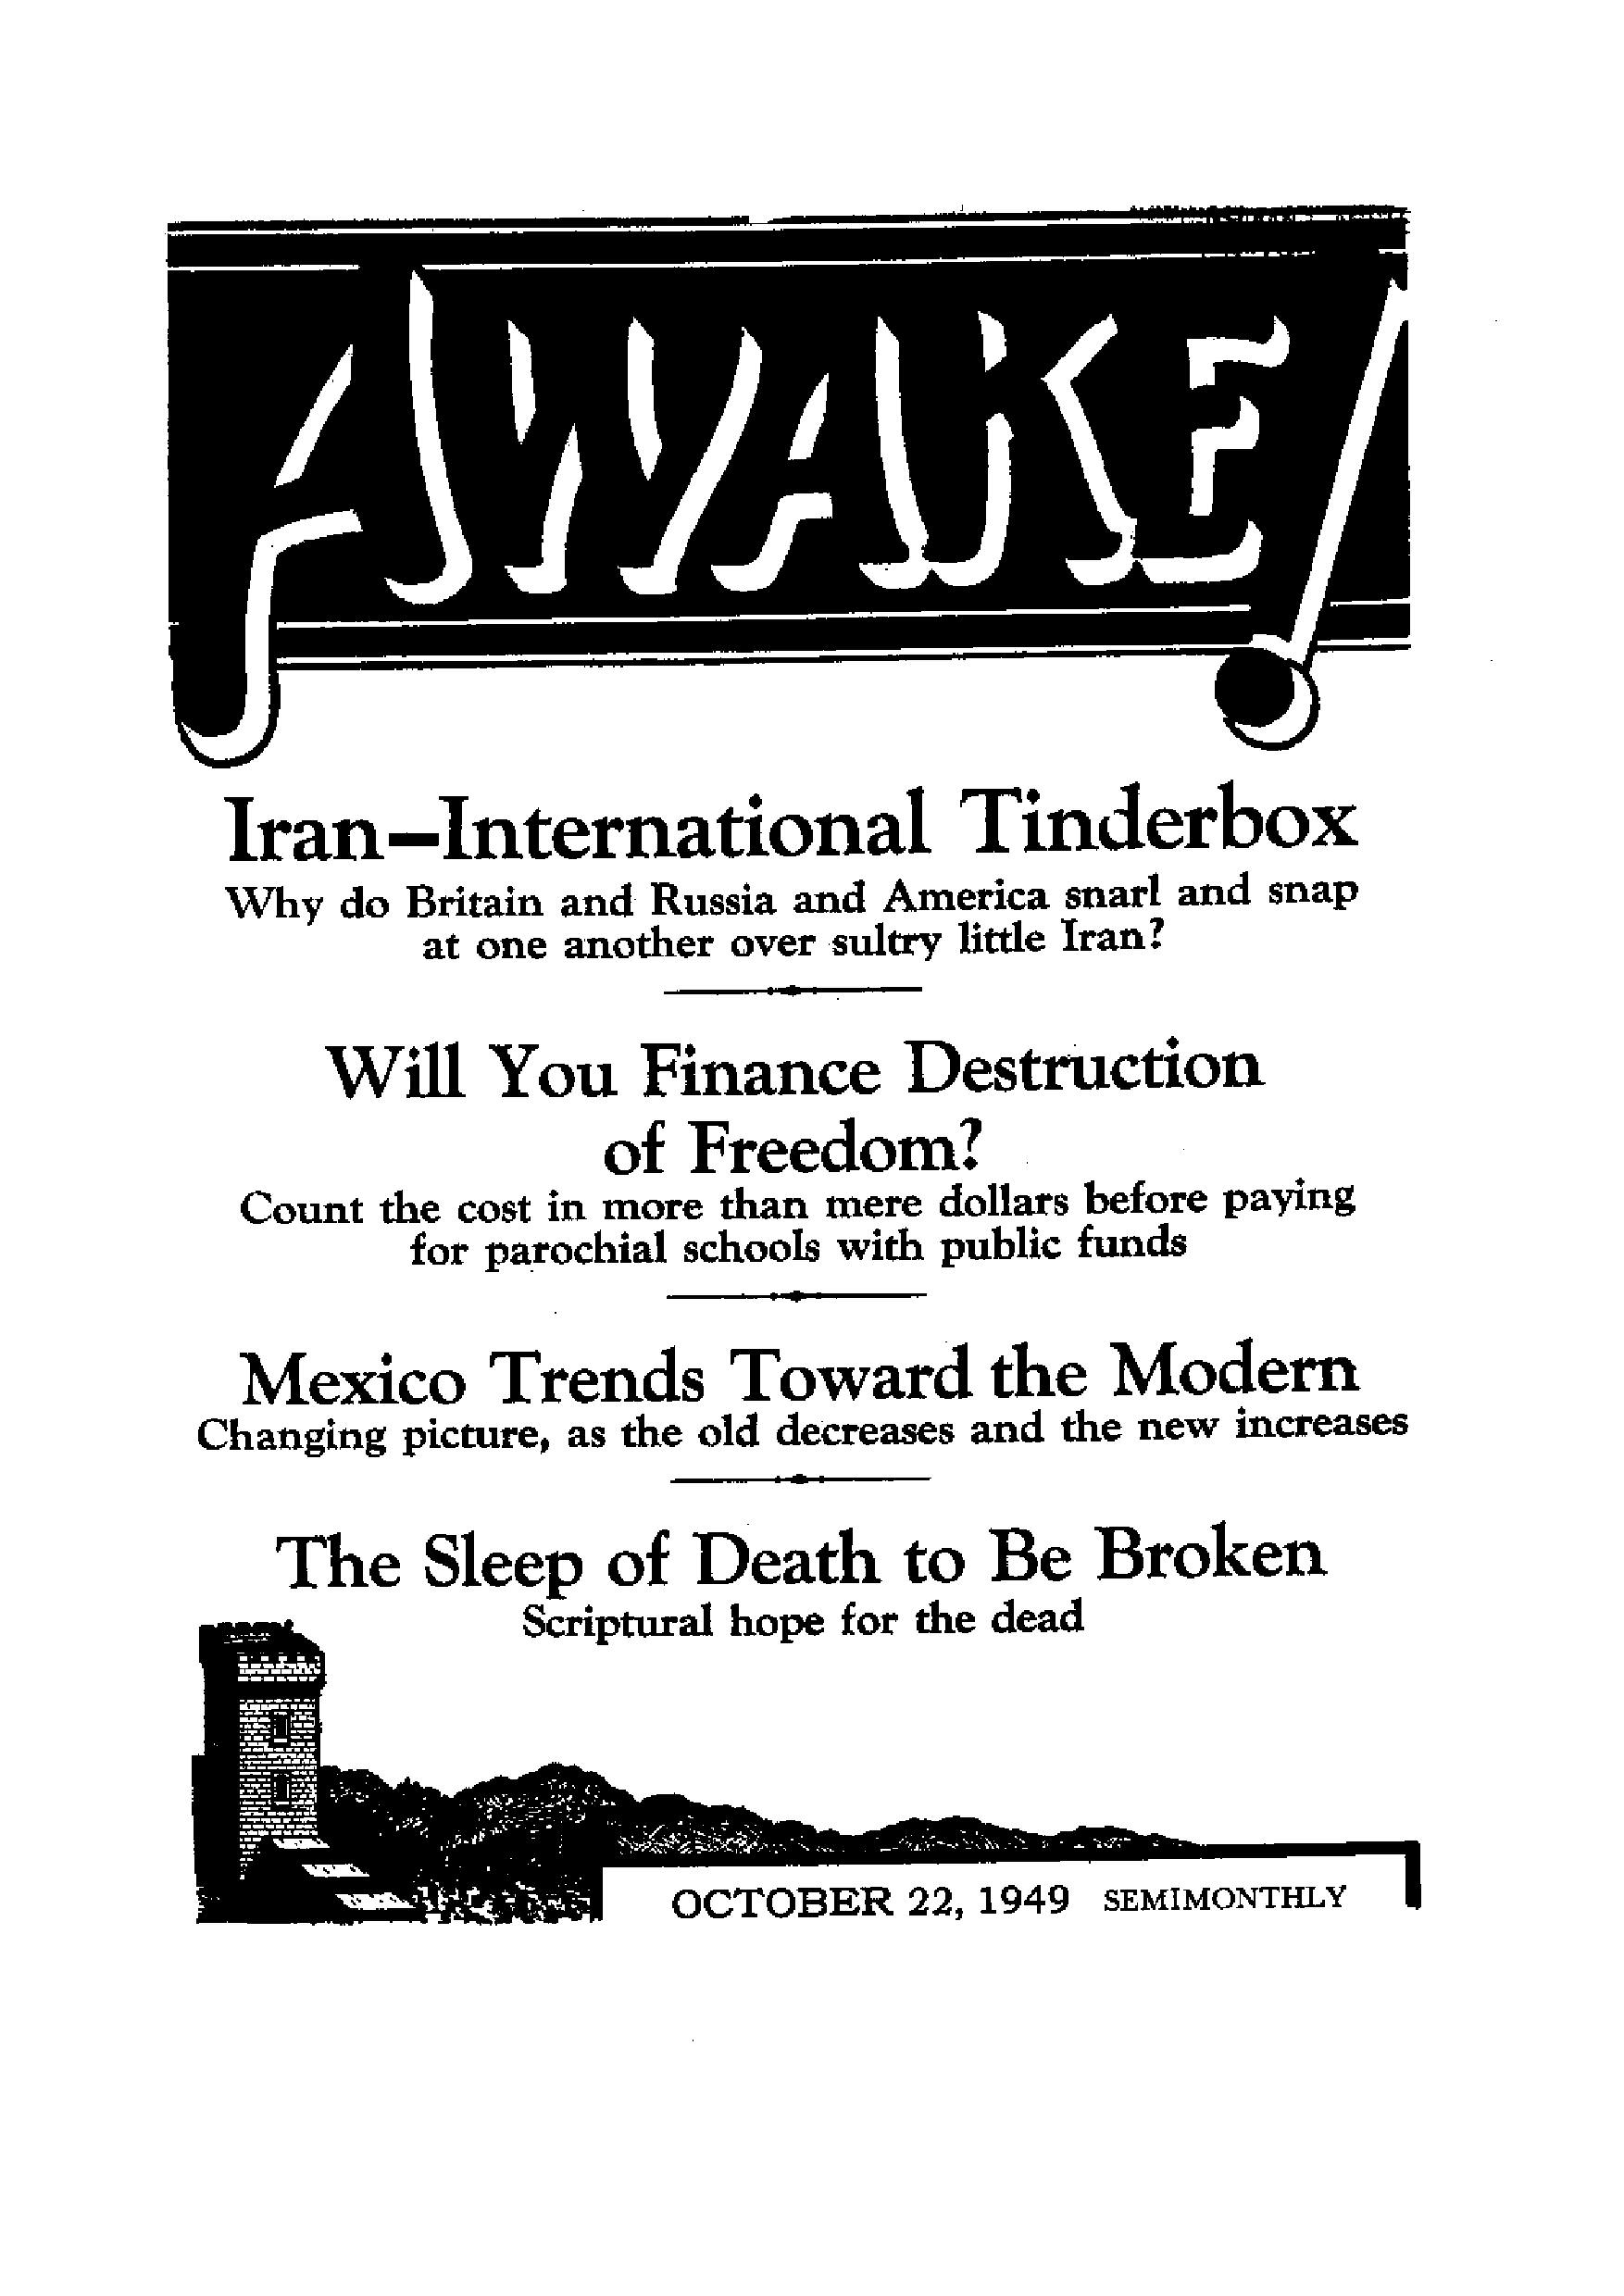 AWAKE!
Iran—International Tinderbox
Why do Britain and Russia and America snarl and snap
at one another over sultry little Iran?
Will You Finance Destruction
of Freedom?
Count the cost in more than mere dollars before paying
for parochial schools with public funds
Mexico Trends Toward the Modern
Changing picture, as the old decreases and the new increases
The Sleep of Death to Be Broken
Scriptural hope for the dead
OCTOBER 22, 1949 SEMIMONTHLY